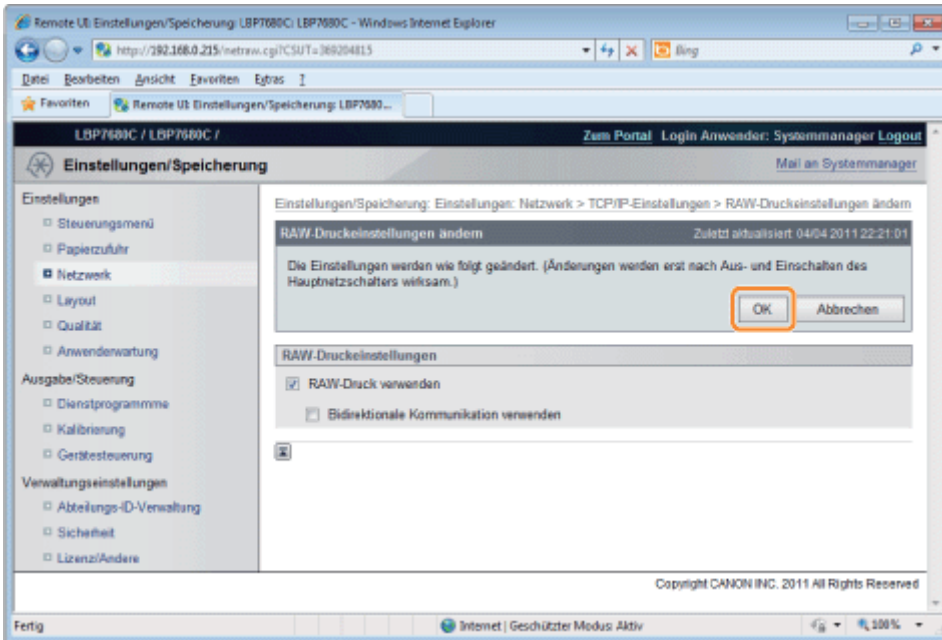 Remote UI: Einstellungen/Speicherung: LBP7680C: LBP7680C - Windows Internet Explorer
http://192.168.0.215/netraw.cgi?CSUT=369204815
Bing
Datei Bearbeiten Ansicht Favoriten Extras ?
Favoriten
Remote UI: Einstellungen/Speicherung: LBP7680...
LBP7680C / LBP7680C /
Zum Portal Login Anwender: Systemmanager Logout
Einstellungen/Speicherung
Mail an Systemmanager
Einstellungen
Steuerungsmenü
Papierzufuhr
Netzwerk
Layout
Qualität
Anwenderwartung
Ausgabe/Steuerung
Dienstprogrammme
Kalibrierung
Gerätesteuerung
Verwaltungseinstellungen
Abteilungs-ID-Verwaltung
Sicherheit
Lizenz/Andere
Einstellungen/Speicherung: Einstellungen: Netzwerk > TCP/IP-Einstellungen > RAW-Druckeinstellungen ändern
RAW-Druckeinstellungen ändern
Zuletzt aktualisiert: 04/04 2011 22:21:01
Die Einstellungen werden wie folgt geändert. (Änderungen werden erst nach Aus- und Einschalten des
Hauptnetzschalters wirksam.)
OK
Abbrechen
RAW-Druckeinstellungen
RAW-Druck verwenden
Bidirektionale Kommunikation verwenden
Copyright CANON INC. 2011 All Rights Reserved
Fertig
Internet | Geschützter Modus: Aktiv
100%